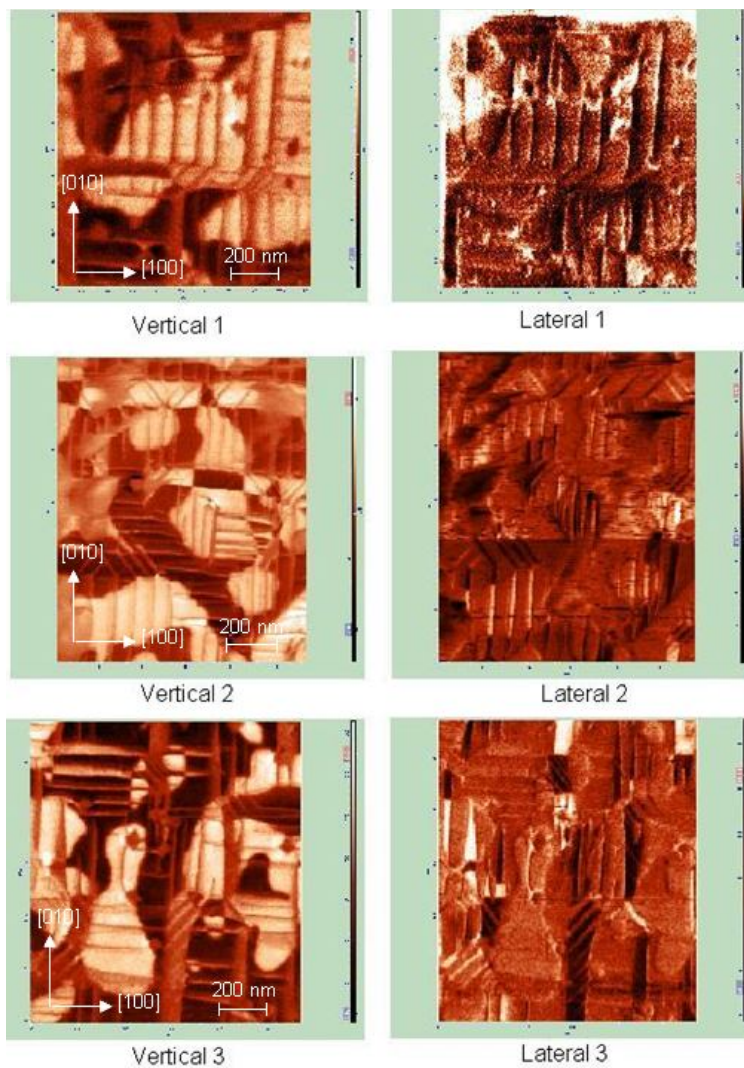 [010]
[100]
200 nm
Vertical 1
Lateral 1
[010]
[100]
200 nm
Vertical 2
Lateral 2
[010]
[100]
200 nm
Vertical 3
Lateral 3